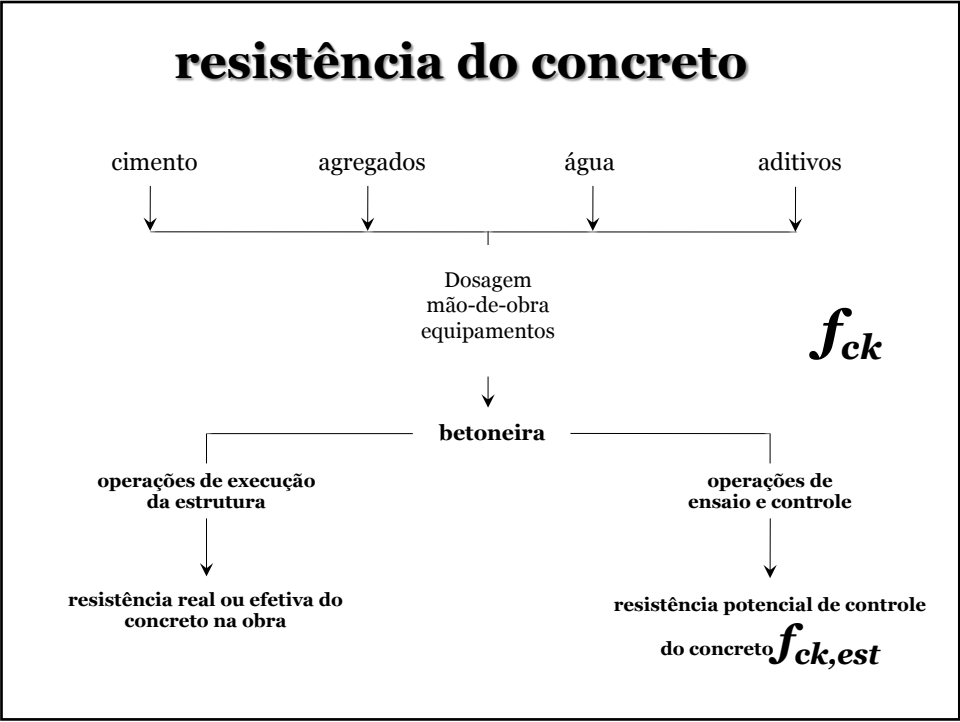 resistência do concreto
cimento agregados água aditivos
Dosagem
mão-de-obra
equipamentos
fck
betoneira
operações de execução
da estrutura
operações de
ensaio e controle
resistência real ou efetiva do
concreto na obra
resistência potencial de controle
do concreto fck,est